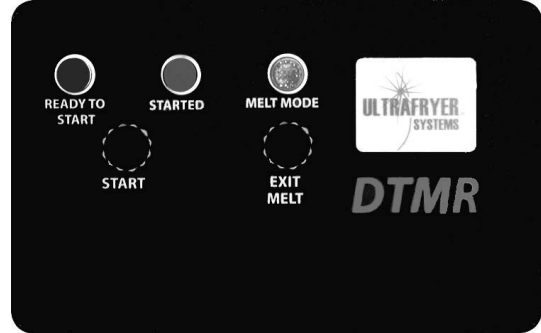 READY TO
START
STARTED
MELT MODE
START
EXIT
MELT
ULTRAFRYER
SYSTEMS
DTMR